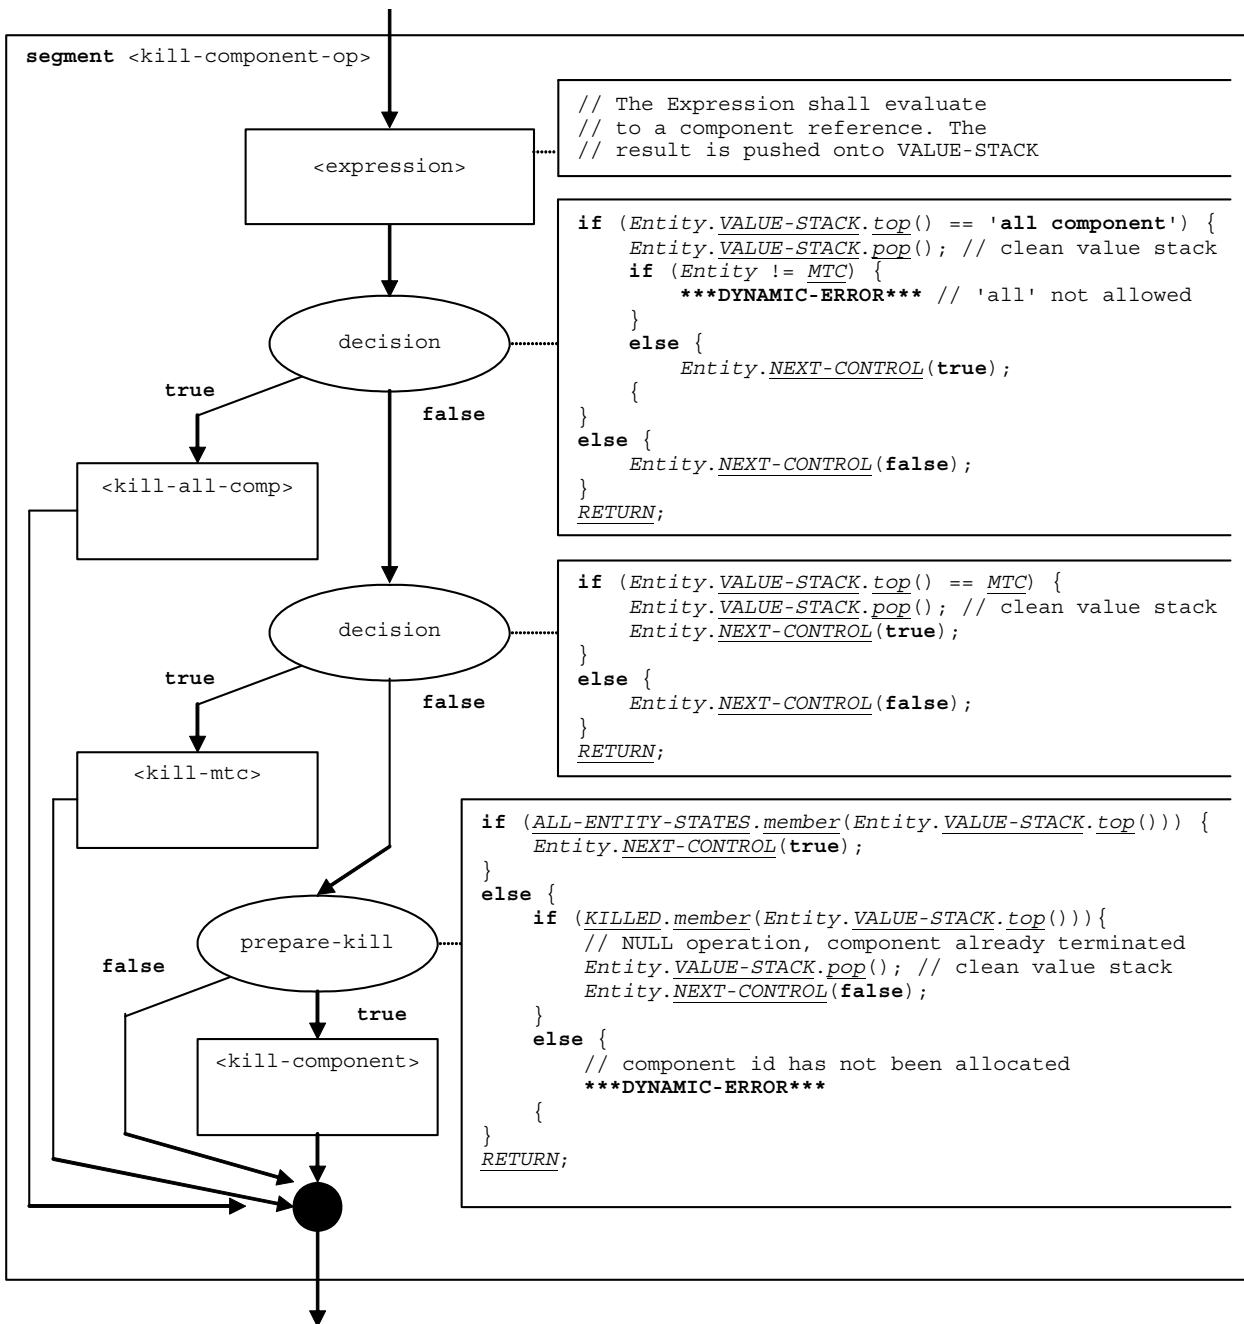 segment <kill-component-op>
<expression>
// The Expression shall evaluate
// to a component reference. The
// result is pushed onto VALUE-STACK
decision
true
false
if (Entity.VALUE-STACK.top() == 'all component') {
Entity.VALUE-STACK.pop(); // clean value stack
if (Entity != MTC) {
***DYNAMIC-ERROR*** // 'all' not allowed
}
else {
Entity.NEXT-CONTROL(true);
{
}
else {
Entity.NEXT-CONTROL(false);
}
RETURN;
<kill-all-comp>
decision
true
false
if (Entity.VALUE-STACK.top() == MTC) {
Entity.VALUE-STACK.pop(); // clean value stack
Entity.NEXT-CONTROL(true);
}
else {
Entity.NEXT-CONTROL(false);
}
RETURN;
<kill-mtc>
prepare-kill
false
true
if (ALL-ENTITY-STATES.member(Entity.VALUE-STACK.top())) {
Entity.NEXT-CONTROL(true);
}
else {
if (KILLED.member(Entity.VALUE-STACK.top())){
// NULL operation, component already terminated
Entity.VALUE-STACK.pop(); // clean value stack
Entity.NEXT-CONTROL(false);
}
else {
// component id has not been allocated
***DYNAMIC-ERROR***
{
}
RETURN;
<kill-component>